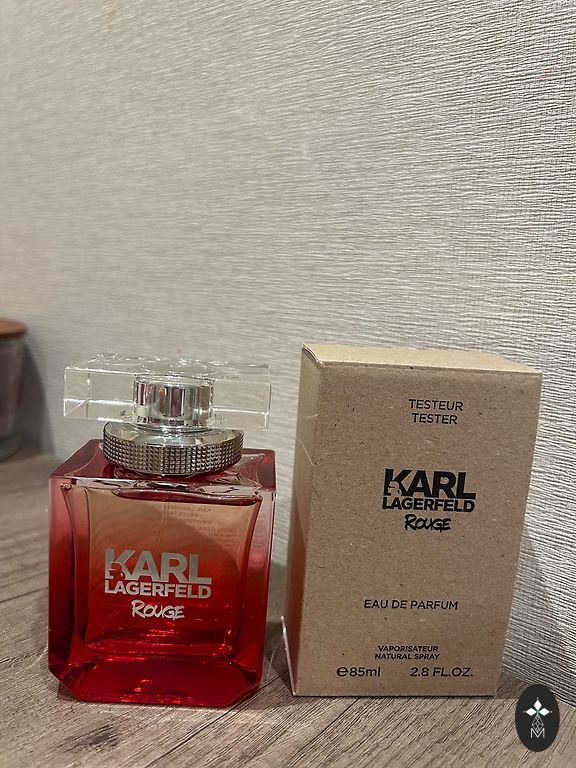 KARL
LAGERFELD
ROUGE
TESTEUR
TESTER
KARL
LAGERFELD
ROUGE
EAU DE PARFUM
VAPORISATEUR
NATURAL SPRAY
℮85ml 2.8 FL.OZ.